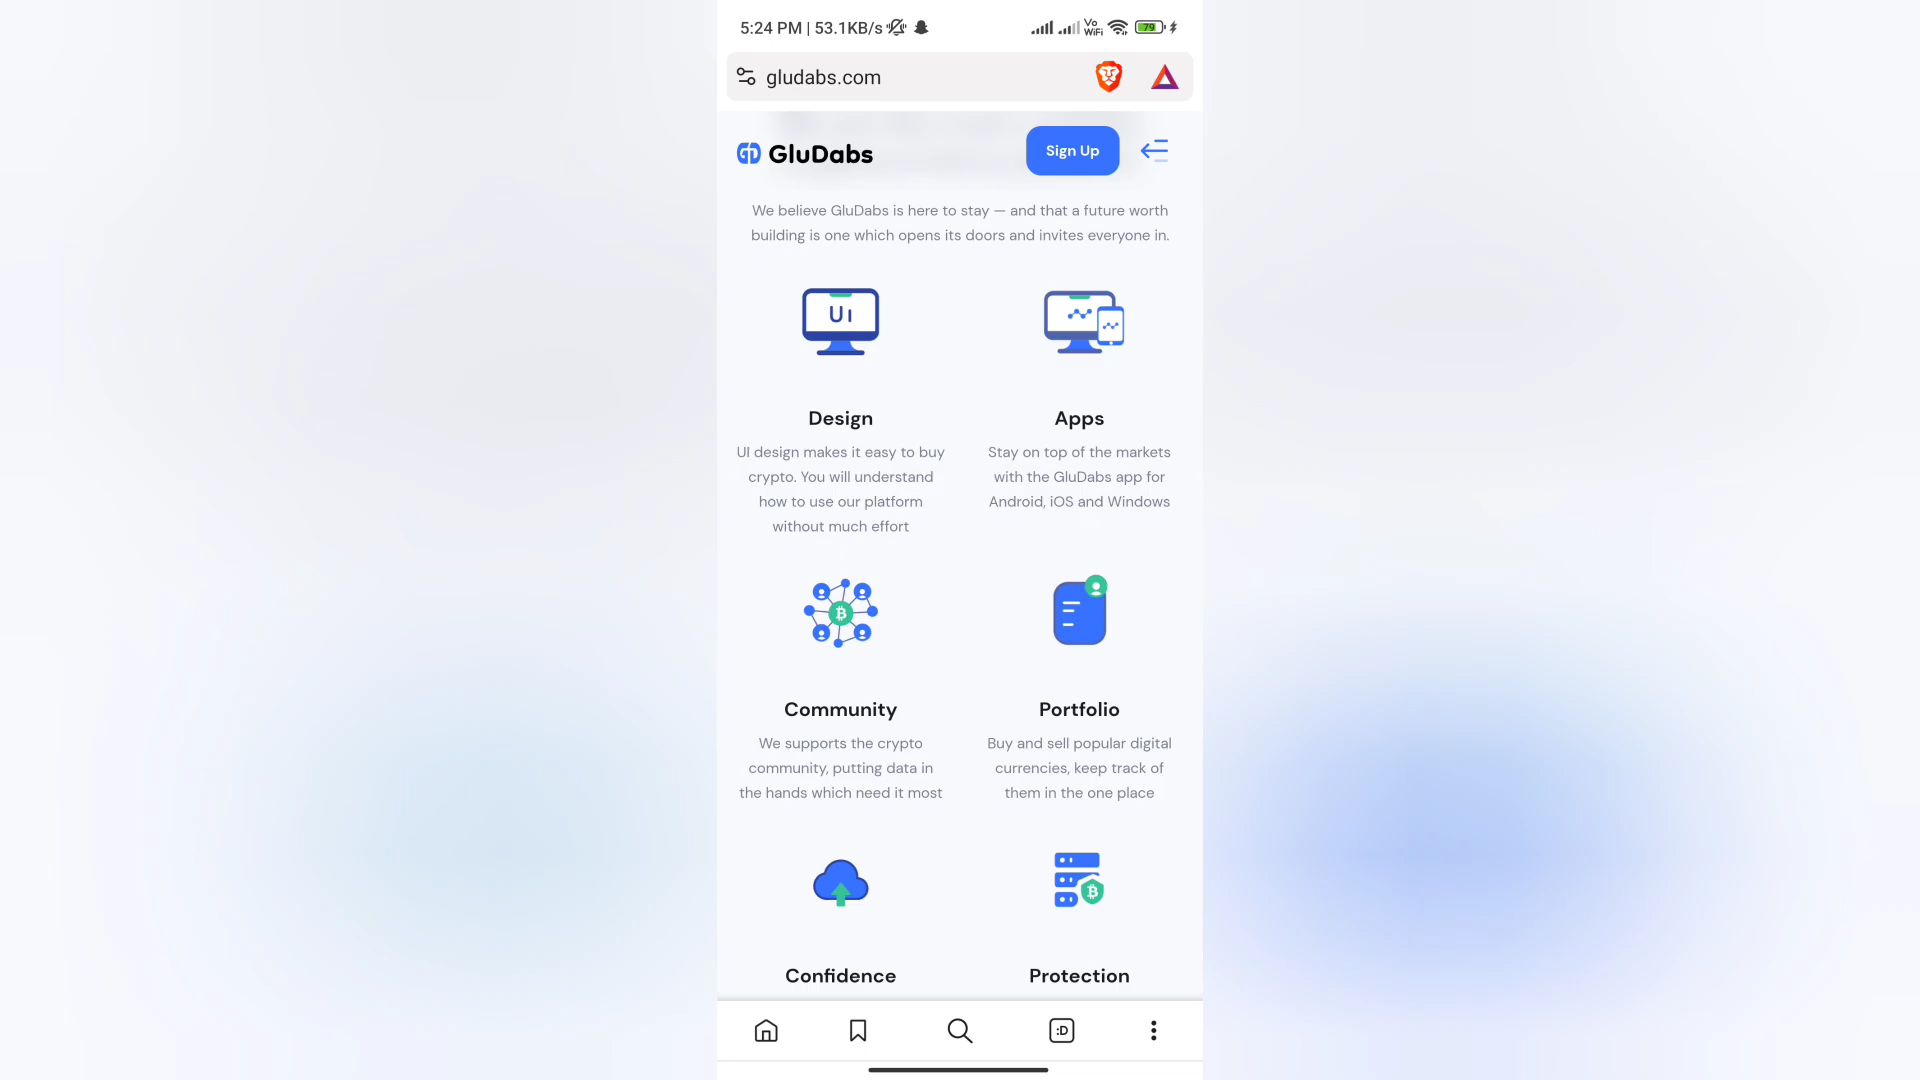 5:24 PM | 53.1KB/s
Vo
WiFi
79
gludabs.com
GluDabs
Sign Up
We believe GluDabs is here to stay — and that a future worth
building is one which opens its doors and invites everyone in.
UI
Design
UI design makes it easy to buy
crypto. You will understand
how to use our platform
without much effort
Apps
Stay on top of the markets
with the GluDabs app for
Android, iOS and Windows
Community
We supports the crypto
community, putting data in
the hands which need it most
Portfolio
Buy and sell popular digital
currencies, keep track of
them in the one place
Confidence
Protection
:D